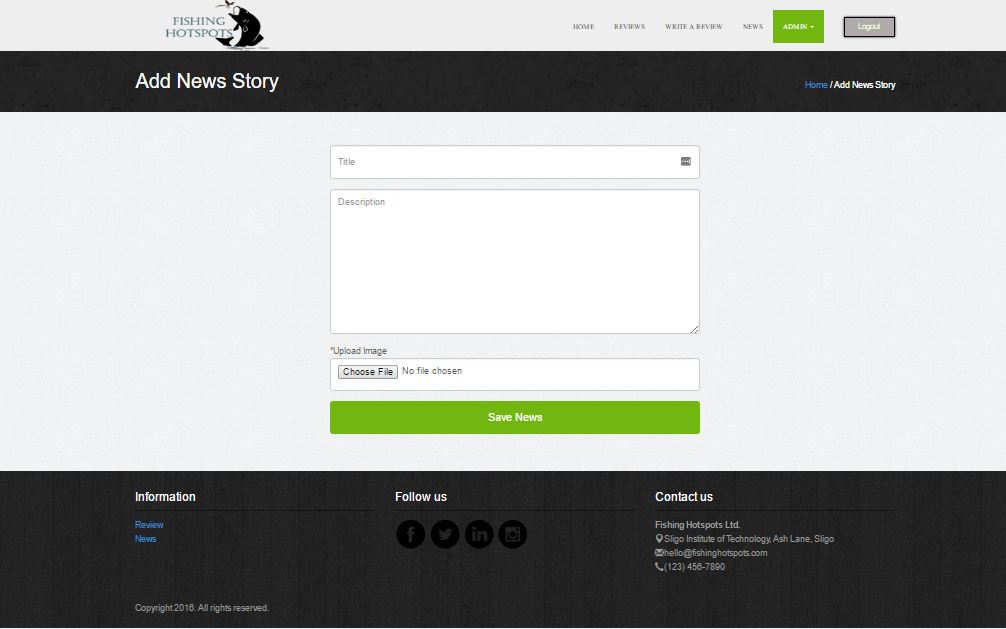 FISHING
HOTSPOTS
HOME REVIEWS WRITE A REVIEW NEWS ADMIN Logout
Add News Story
Home / Add News Story
Title
Description
*Upload Image
Choose File No file chosen
Save News
Information
Review
News
Follow us
Contact us
Fishing Hotspots Ltd.
Sligo Institute of Technology, Ash Lane, Sligo
hello@fishinghotspots.com
(123) 456-7890
Copyright 2016. All rights reserved.